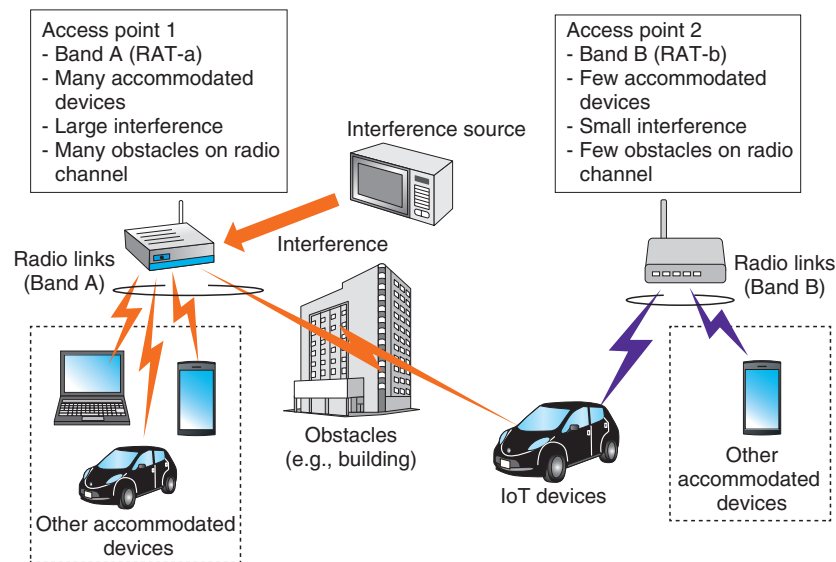 Access point 1
- Band A (RAT-a)
- Many accommodated
devices
- Large interference
- Many obstacles on radio
channel
Access point 2
- Band B (RAT-b)
- Few accommodated
devices
- Small interference
- Few obstacles on radio
channel
Interference source
Interference
Radio links
(Band A)
Radio links
(Band B)
Obstacles
(e.g., building)
IoT devices
Other accommodated
devices
Other
accommodated
devices